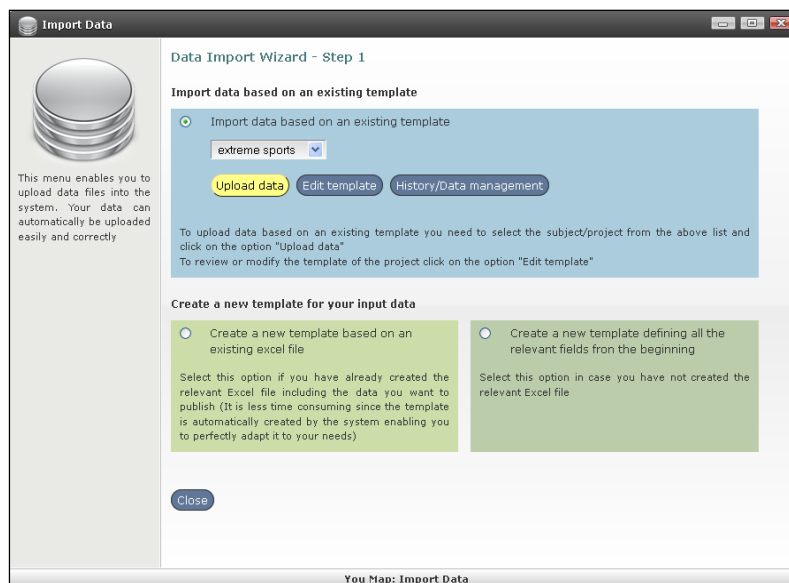 Import Data
Data Import Wizard - Step 1
This menu enables you to
upload data files into the
system. Your data can
automatically be uploaded
easily and correctly
Import data based on an existing template
Import data based on an existing template
extreme sports
Upload data
Edit template
History/Data management
To upload data based on an existing template you need to select the subject/project from the above list and
click on the option "Upload data"
To review or modify the template of the project click on the option "Edit template"
Create a new template for your input data
Create a new template based on an
existing excel file
Select this option if you have already created the
relevant Excel file including the data you want to
publish (It is less time consuming since the template
is automatically created by the system enabling you
to perfectly adapt it to your needs)
Create a new template defining all the
relevant fields fron the beginning
Select this option in case you have not created the
relevant Excel file
Close
You Map: Import Data